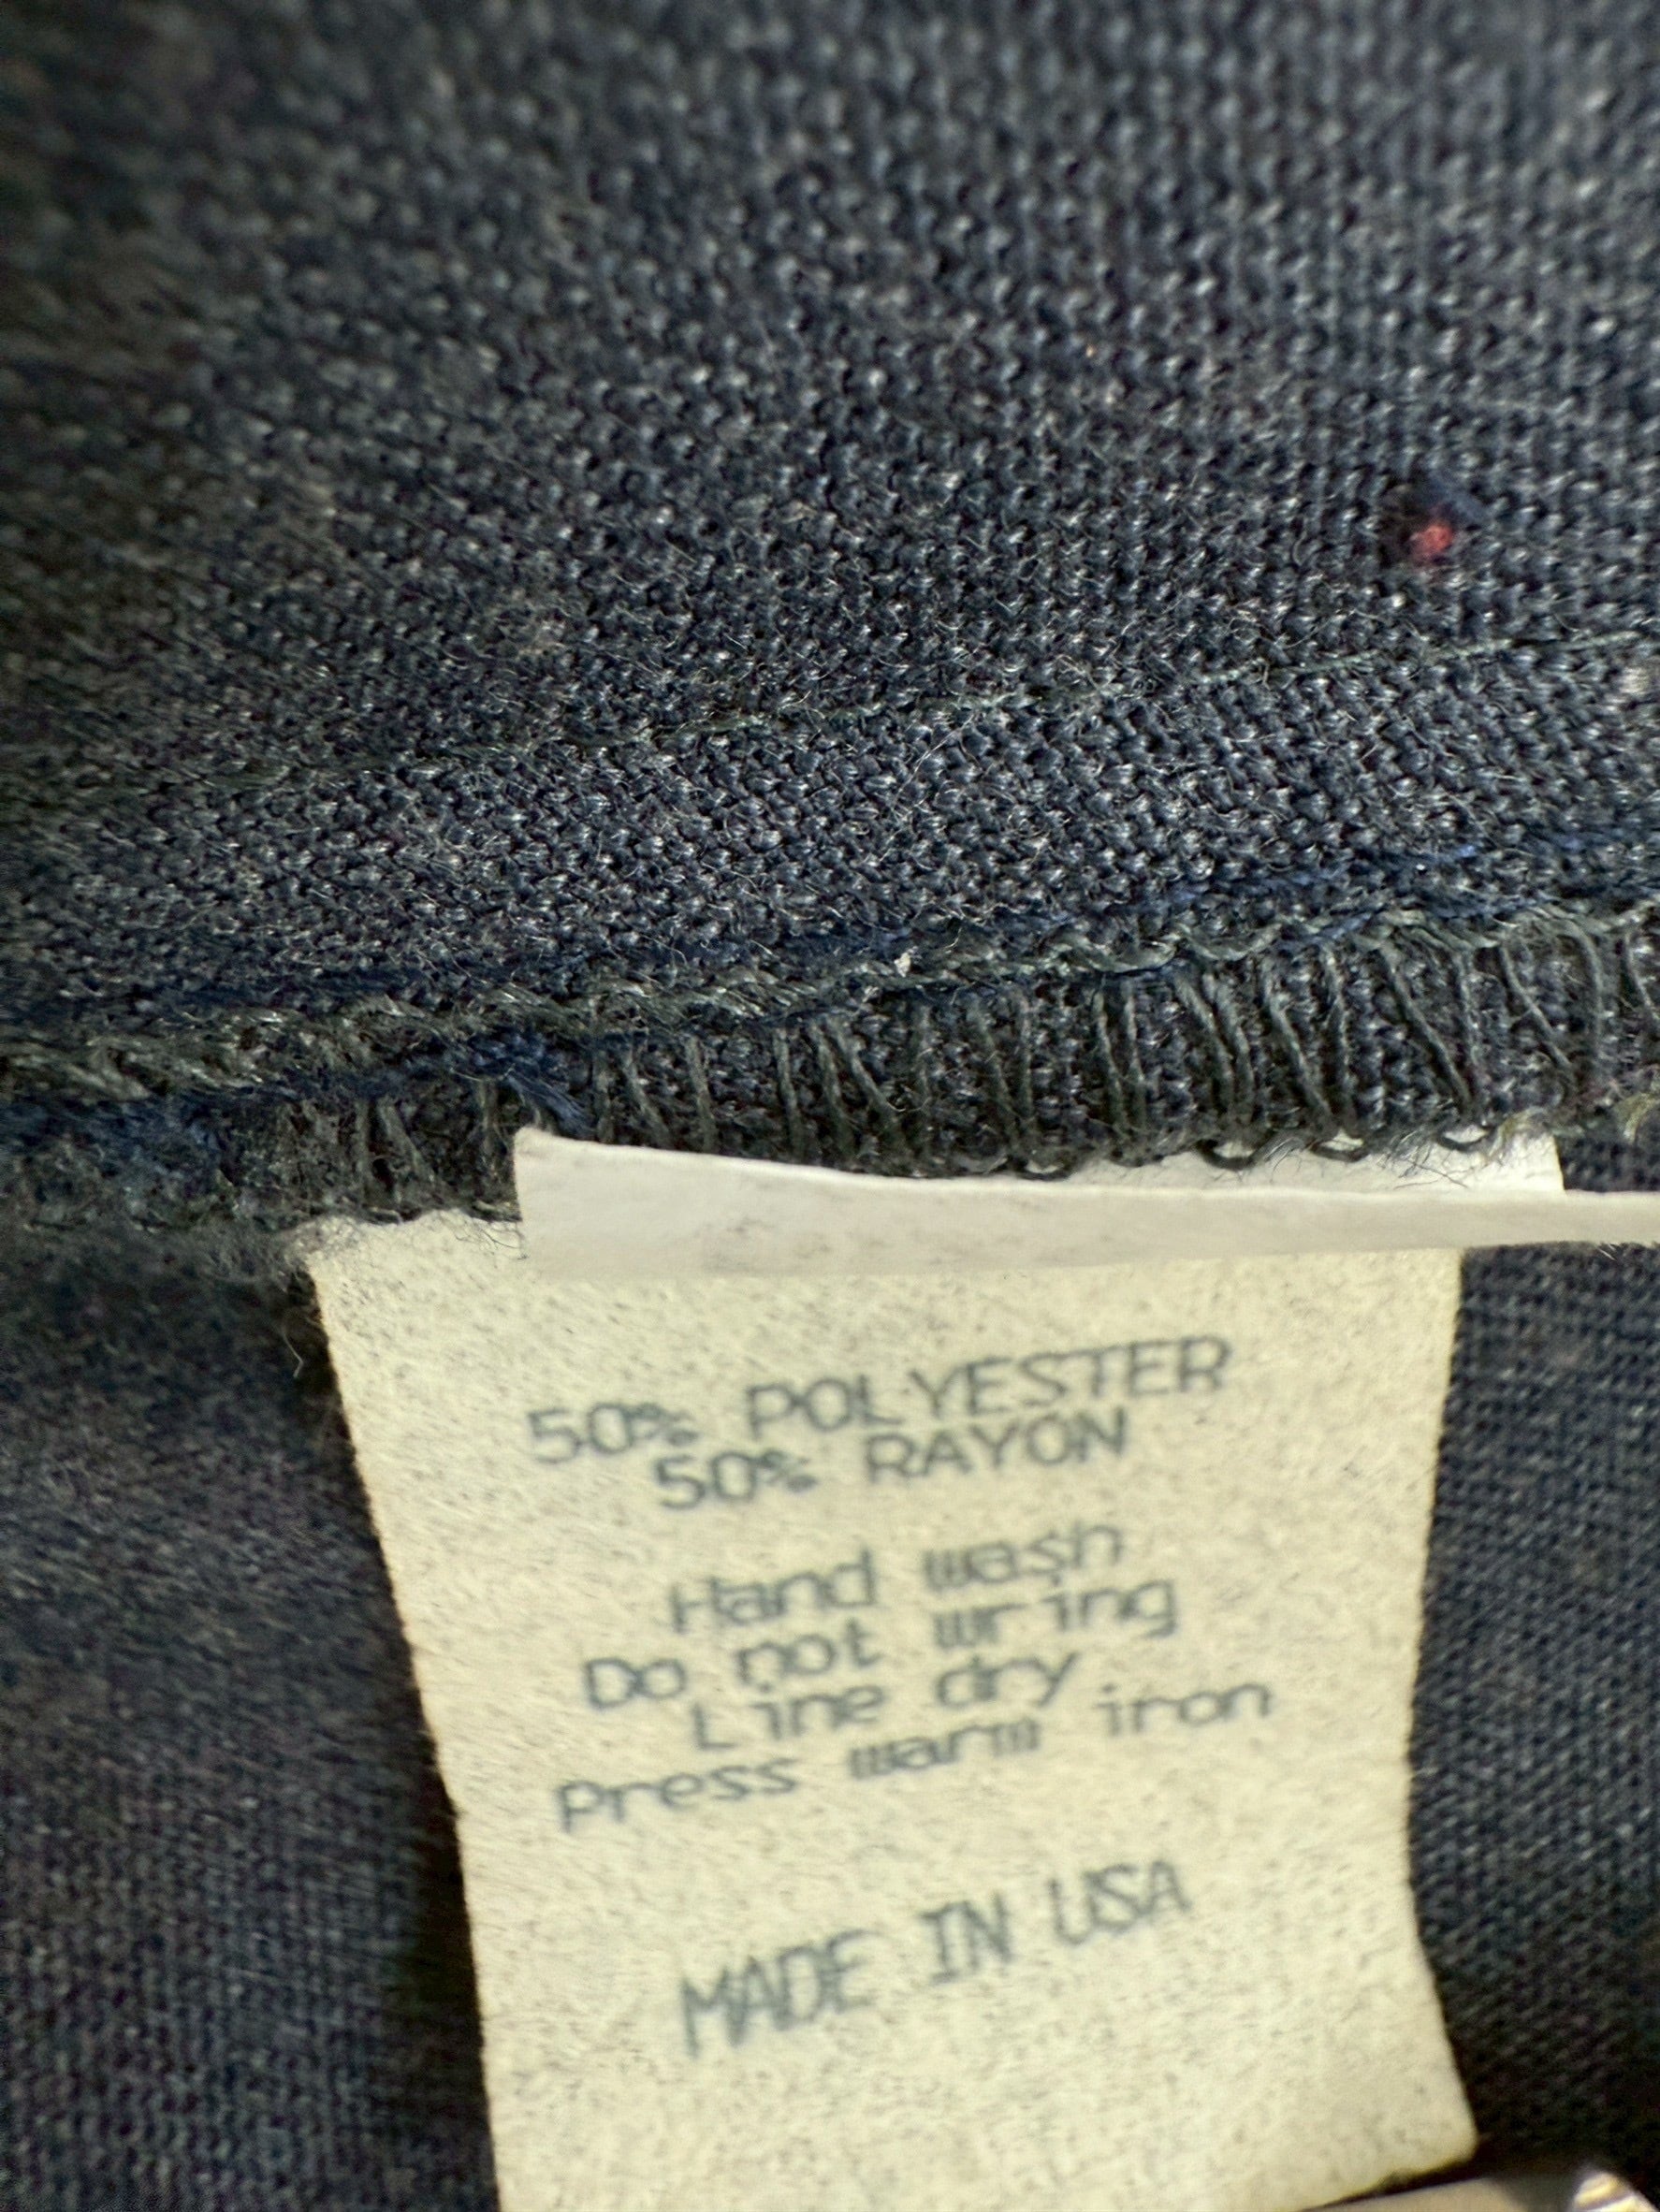 50% POLYESTER
50% RAYON
Hand wash
Do not wring
Line dry
Press warm iron
MADE IN USA